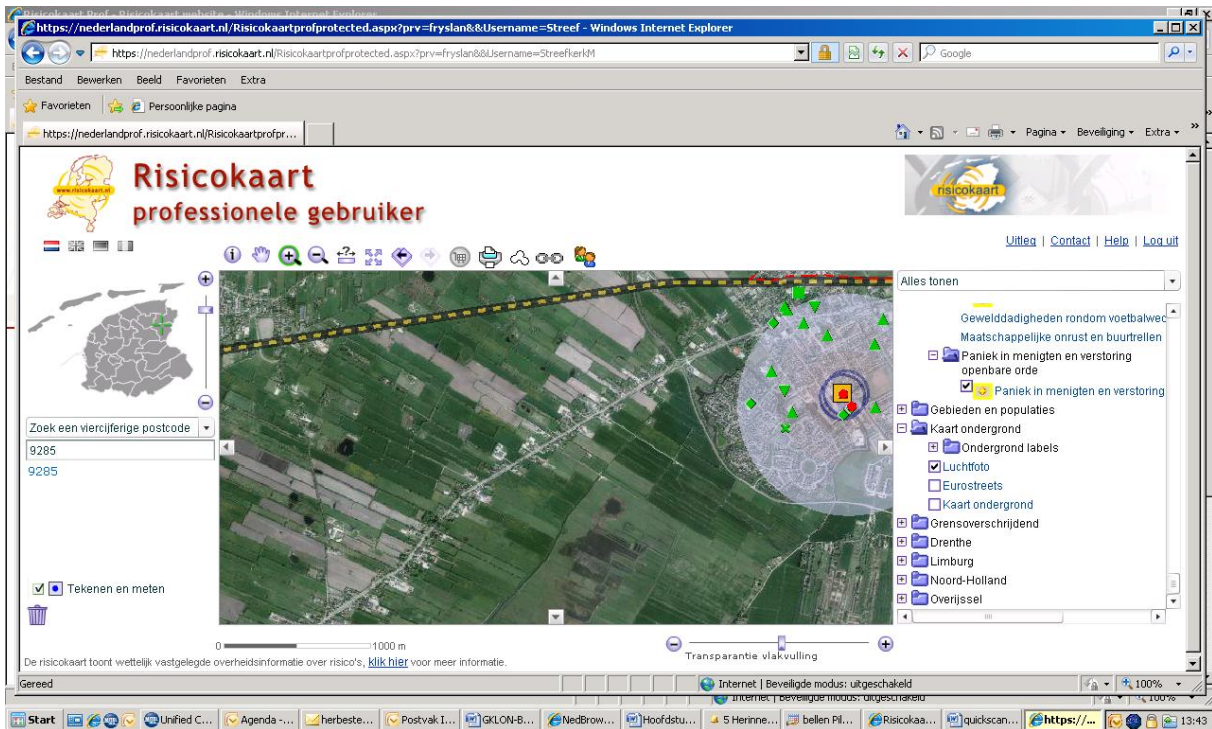 https://nederlandprof.risicokaart.nl/Risicokaartprofprotected.aspx?prv=fryslan&&Username=Streef - Windows Internet Explorer
https://nederlandprof.risicokaart.nl/Risicokaartprofprotected.aspx?prv=fryslan&&Username=StreefkerkM
Google
Bestand Bewerken Beeld Favorieten Extra
Favorieten Persoonlijke pagina
https://nederlandprof.risicokaart.nl/Risicokaartprofpr...
Pagina Beveiliging Extra
www.risicokaart.nl
Risicokaart
professionele gebruiker
risicokaart
Uitleg | Contact | Help | Log uit
Alles tonen
Gewelddadigheden rondom voetbalwec
Maatschappelijke onrust en buurtrellen
Paniek in menigten en verstoring
openbare orde
Paniek in menigten en verstoring
Gebieden en populaties
Kaart ondergrond
Ondergrond labels
Luchtfoto
Eurostreets
Kaart ondergrond
Grensoverschrijdend
Drenthe
Limburg
Noord-Holland
Overijssel
Zoek een viercijferige postcode
9285
9285
Tekenen en meten
0 1000 m
Transparantie vlakvulling
De risicokaart toont wettelijk vastgelegde overheidsinformatie over risico's, klik hier voor meer informatie.
Gereed
Internet | Beveiligde modus: uitgeschakeld
100%
Internet | Beveiligde modus: uitgeschakeld
100%
Start Unified C... Agenda -... herbeste... Postvak I... GKLON-B... NedBrow... Hoofdstu... 5 Herinne... bellen Pil... Risicokaa... quickscan... https://... 13:43